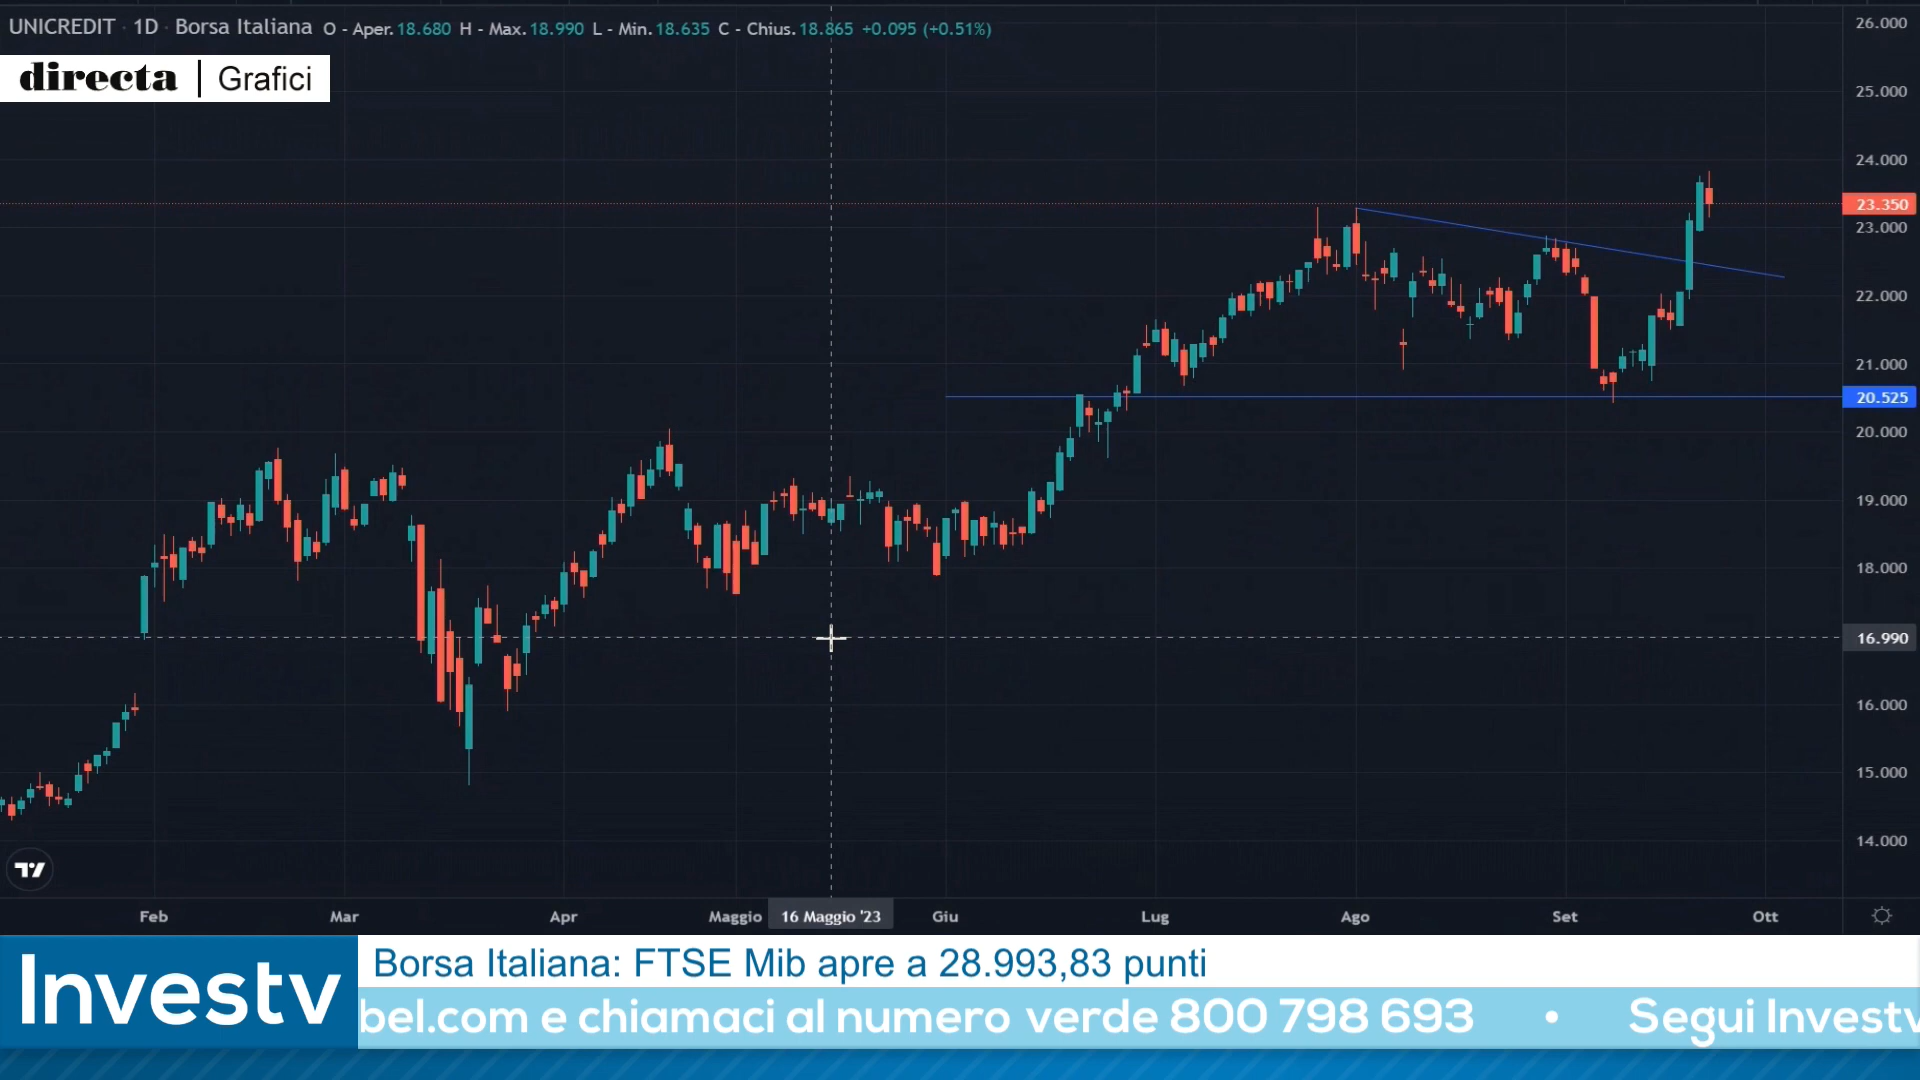 UNICREDIT · 1D · Borsa Italiana O - Aper. 18.680 H - Max. 18.990 L - Min. 18.635 C - Chius. 18.865 +0.095 (+0.51%)
directa | Grafici
26.000
25.000
24.000
23.350
23.000
22.000
21.000
20.525
20.000
19.000
18.000
16.990
16.000
15.000
14.000
Feb Mar Apr Maggio 16 Maggio '23 Giu Lug Ago Set Ott
Investv
Borsa Italiana: FTSE Mib apre a 28.993,83 punti
bel.com e chiamaci al numero verde 800 798 693 • Segui Investv